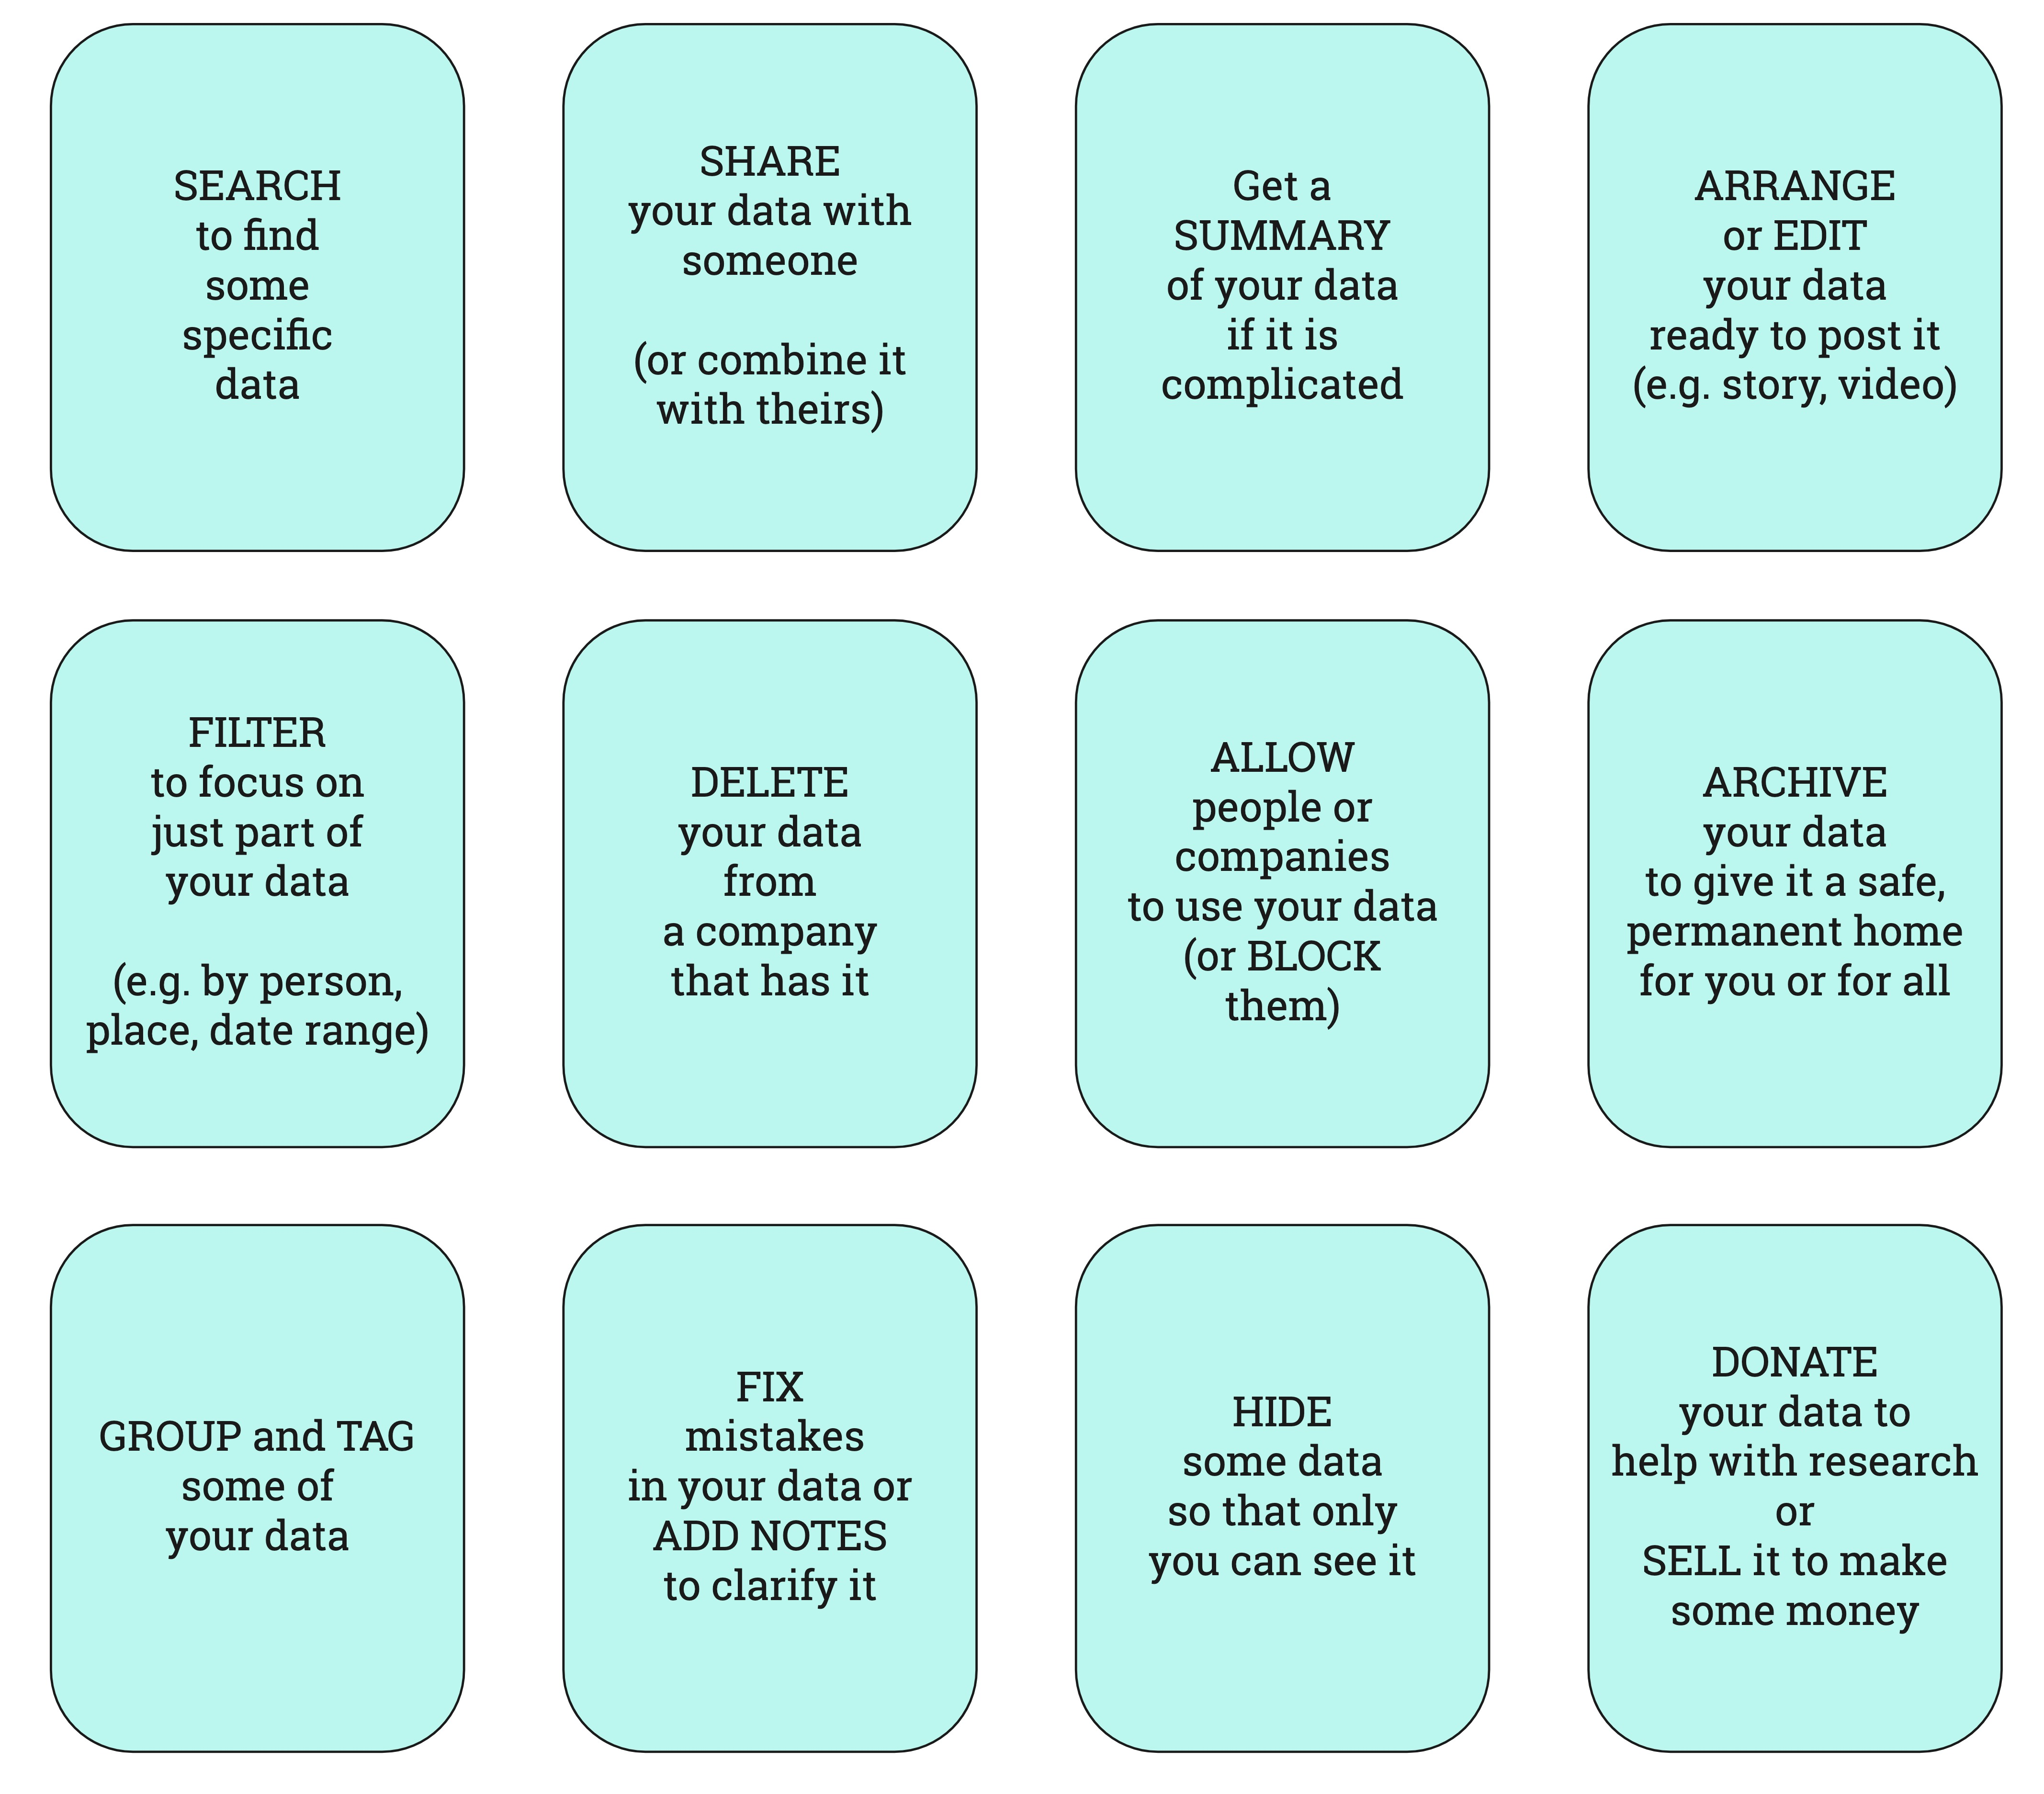 SEARCH
to find
some
specific
data
SHARE
your data with
someone
(or combine it
with theirs)
Get a
SUMMARY
of your data
if it is
complicated
ARRANGE
or EDIT
your data
ready to post it
(e.g. story, video)
FILTER
to focus on
just part of
your data
(e.g. by person,
place, date range)
DELETE
your data
from
a company
that has it
ALLOW
people or
companies
to use your data
(or BLOCK
them)
ARCHIVE
your data
to give it a safe,
permanent home
for you or for all
GROUP and TAG
some of
your data
FIX
mistakes
in your data or
ADD NOTES
to clarify it
HIDE
some data
so that only
you can see it
DONATE
your data to
help with research
or
SELL it to make
some money